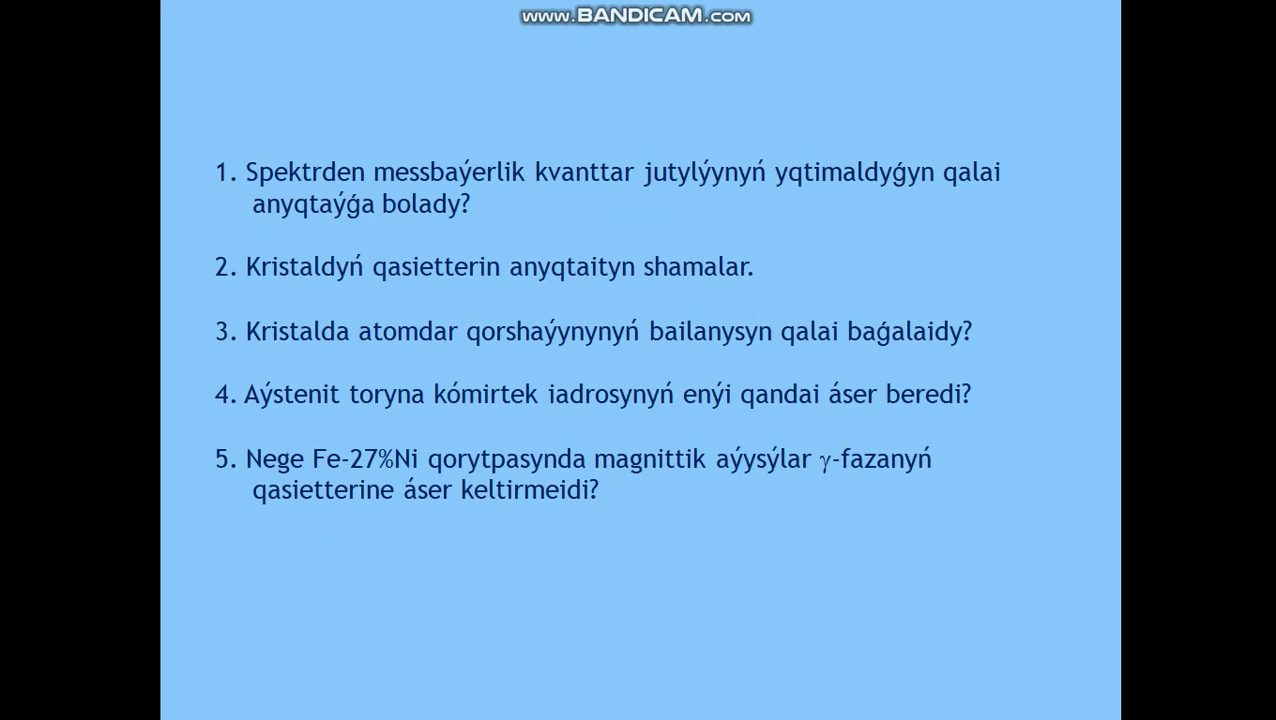 www.BANDICAM.com
1. Spektrden messbaýerlik kvanttar jutylýynyń yqtimaldyǵyn qalai
anyqtaýǵa bolady?
2. Kristaldyń qasietterin anyqtaityn shamalar.
3. Kristalda atomdar qorshaýynynyń bailanysyn qalai baǵalaidy?
4. Aýstenit toryna kómirtek iadrosynyń enýi qandai áser beredi?
5. Nege Fe-27%Ni qorytpasynda magnittik aýysýlar γ-fazanyń
qasietterine áser keltirmeidi?